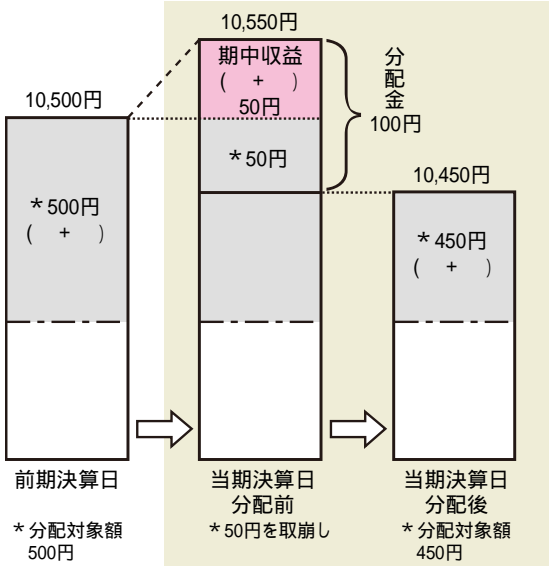 10,550円
期中収益
( + )
50円
分配金
100円
10,500円
*50円
*500円
( + )
10,450円
*450円
( + )
前期決算日
当期決算日
分配前
当期決算日
分配後
*分配対象額
500円
*50円を取崩し
*分配対象額
450円